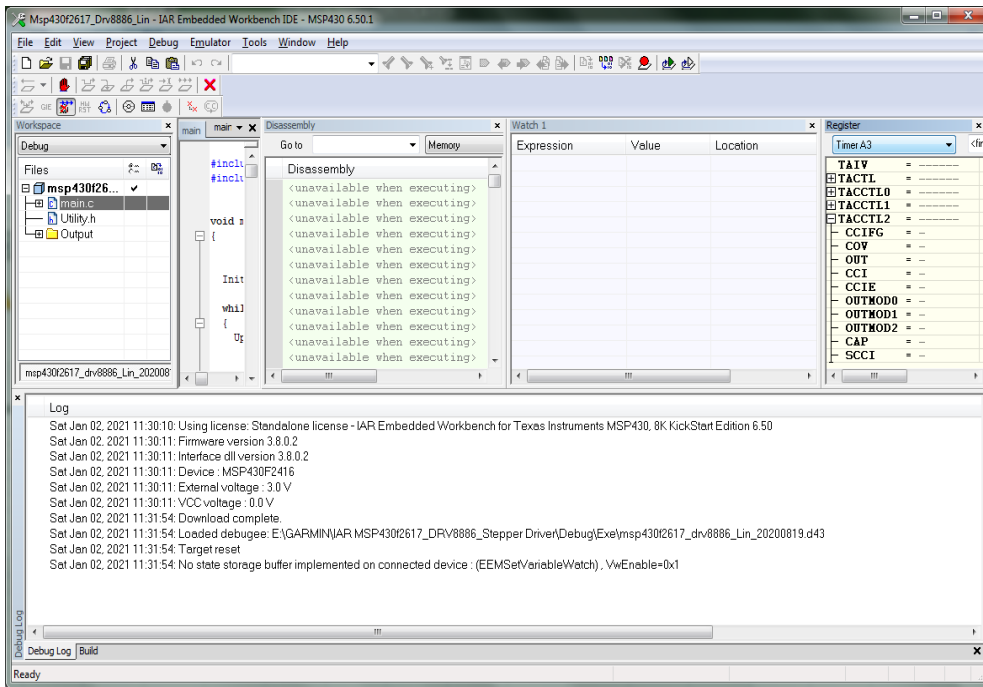 Msp430f2617_Drv8886_Lin - IAR Embedded Workbench IDE - MSP430 6.50.1
File Edit View Project Debug Emulator Tools Window Help
GIE
HW RST
Workspace
Debug
Files
msp430f26...
main.c
Utility.h
Output
msp430f2617_drv8886_Lin_202008
main
main
#inclu
#inclu
void m
{
Init
whil
{
Up
Disassembly
Go to
Memory
Disassembly
<unavailable when executing>
<unavailable when executing>
<unavailable when executing>
<unavailable when executing>
<unavailable when executing>
<unavailable when executing>
<unavailable when executing>
<unavailable when executing>
<unavailable when executing>
<unavailable when executing>
<unavailable when executing>
<unavailable when executing>
Watch 1
Expression Value Location
Register
Timer A3
<fin
TAIV = ------
TACTL = ------
TACCTL0 = ------
TACCTL1 = ------
TACCTL2 = ------
CCIFG = -
COV = -
OUT = -
CCI = -
CCIE = -
OUTMOD0 = -
OUTMOD1 = -
OUTMOD2 = -
CAP = -
SCCI = -
Log
Sat Jan 02, 2021 11:30:10: Using license: Standalone license - IAR Embedded Workbench for Texas Instruments MSP430, 8K KickStart Edition 6.50
Sat Jan 02, 2021 11:30:11: Firmware version 3.8.0.2
Sat Jan 02, 2021 11:30:11: Interface dll version 3.8.0.2
Sat Jan 02, 2021 11:30:11: Device : MSP430F2416
Sat Jan 02, 2021 11:30:11: External voltage : 3.0 V
Sat Jan 02, 2021 11:30:11: VCC voltage : 0.0 V
Sat Jan 02, 2021 11:31:54: Download complete.
Sat Jan 02, 2021 11:31:54: Loaded debugee: E:\GARMIN\IAR MSP430f2617_DRV8886_Stepper Driver\Debug\Exe\msp430f2617_drv8886_Lin_20200819.d43
Sat Jan 02, 2021 11:31:54: Target reset
Sat Jan 02, 2021 11:31:54: No state storage buffer implemented on connected device : (EEMSetVariableWatch) , VwEnable=0x1
Debug Log
Debug Log Build
Ready